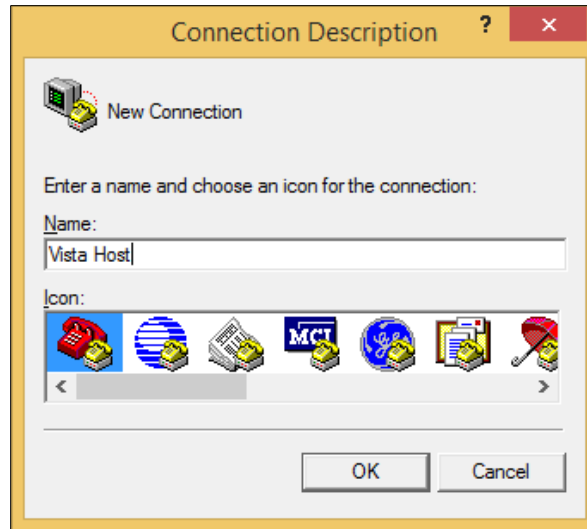 Connection Description
?
New Connection
Enter a name and choose an icon for the connection:
Name:
Vista Host
Icon:
MCI
OK
Cancel